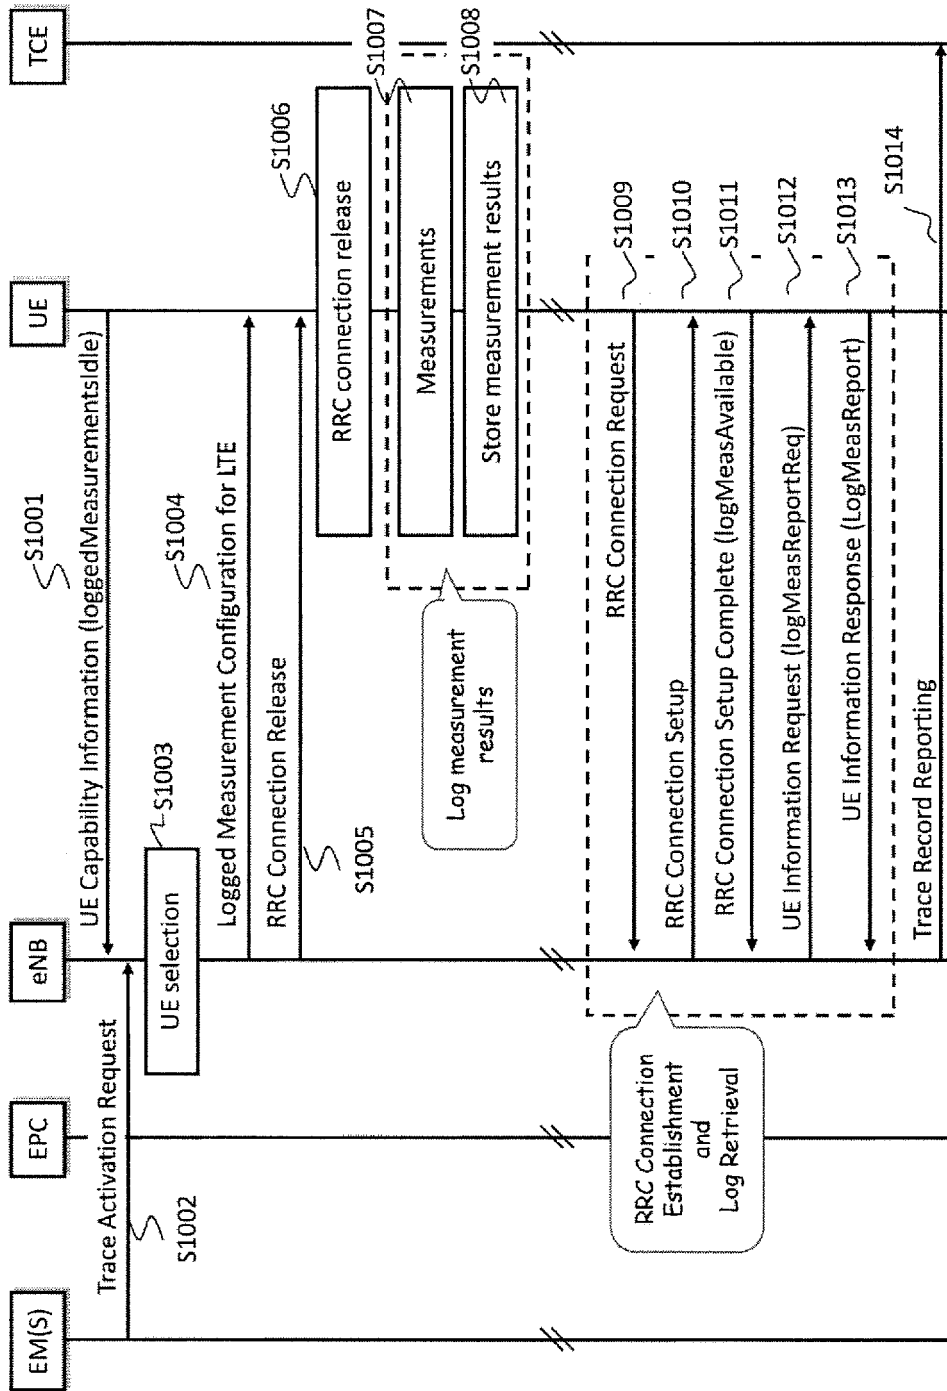 EM(S)
EPC
eNB
UE
TCE
S1001
UE Capability Information (loggedMeasurementsIdle)
Trace Activation Request
S1002
UE selection
S1003
S1004
Logged Measurement Configuration for LTE
RRC Connection Release
S1005
RRC connection release
S1006
S1007
Measurements
S1008
Store measurement results
Log measurement
results
RRC Connection
Establishment
and
Log Retrieval
RRC Connection Request
S1009
RRC Connection Setup
S1010
RRC Connection Setup Complete (logMeasAvailable)
S1011
UE Information Request (logMeasReportReq)
S1012
UE Information Response (LogMeasReport)
S1013
Trace Record Reporting
S1014